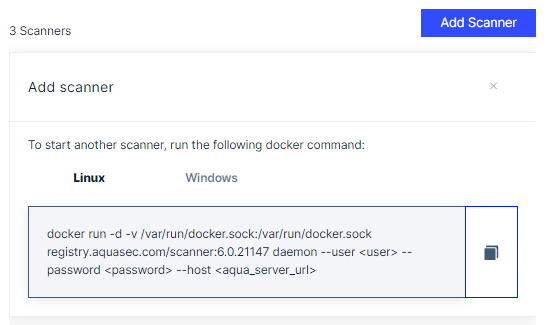 3 Scanners
Add Scanner
Add scanner
×
To start another scanner, run the following docker command:
Linux
Windows
docker run -d -v /var/run/docker.sock:/var/run/docker.sock
registry.aquasec.com/scanner:6.0.21147 daemon --user <user> --
password <password> --host <aqua_server_url>